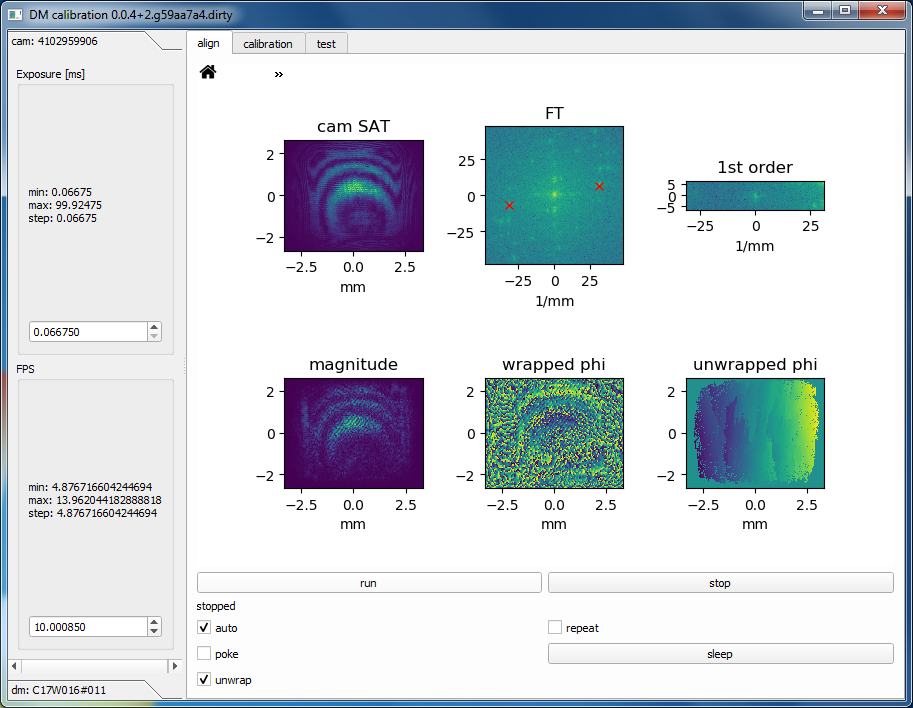 DM calibration 0.0.4+2.g59aa7a4.dirty
cam: 4102959906
Exposure [ms]
min: 0.06675
max: 99.92475
step: 0.06675
0.066750
FPS
min: 4.876716604244694
max: 13.962044182888818
step: 4.876716604244694
10.000850
dm: C17W016#011
align calibration test
»
cam SAT
2
0
−2
−2.5 0.0 2.5
mm
FT
25
0
−25
−25 0 25
1/mm
1st order
5
0
−5
−25 0 25
1/mm
magnitude
2
0
−2
−2.5 0.0 2.5
mm
wrapped phi
2
0
−2
−2.5 0.0 2.5
mm
unwrapped phi
2
0
−2
−2.5 0.0 2.5
mm
run stop
stopped
auto repeat
poke sleep
unwrap